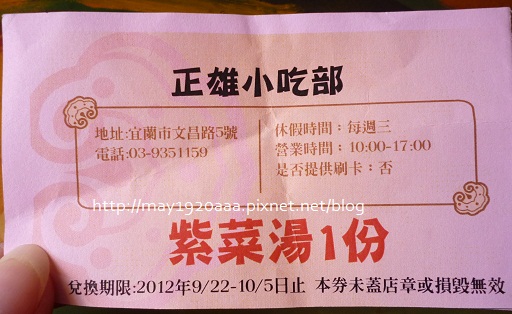 正雄小吃部
地址:宜蘭市文昌路5號
電話:03-9351159
休假時間：每週三
營業時間：10:00-17:00
是否提供刷卡：否
http://may1920aaa.pixnet.net/blog
紫菜湯1份
兌換期限:2012年9/22-10/5日止 本券未蓋店章或損毀無效